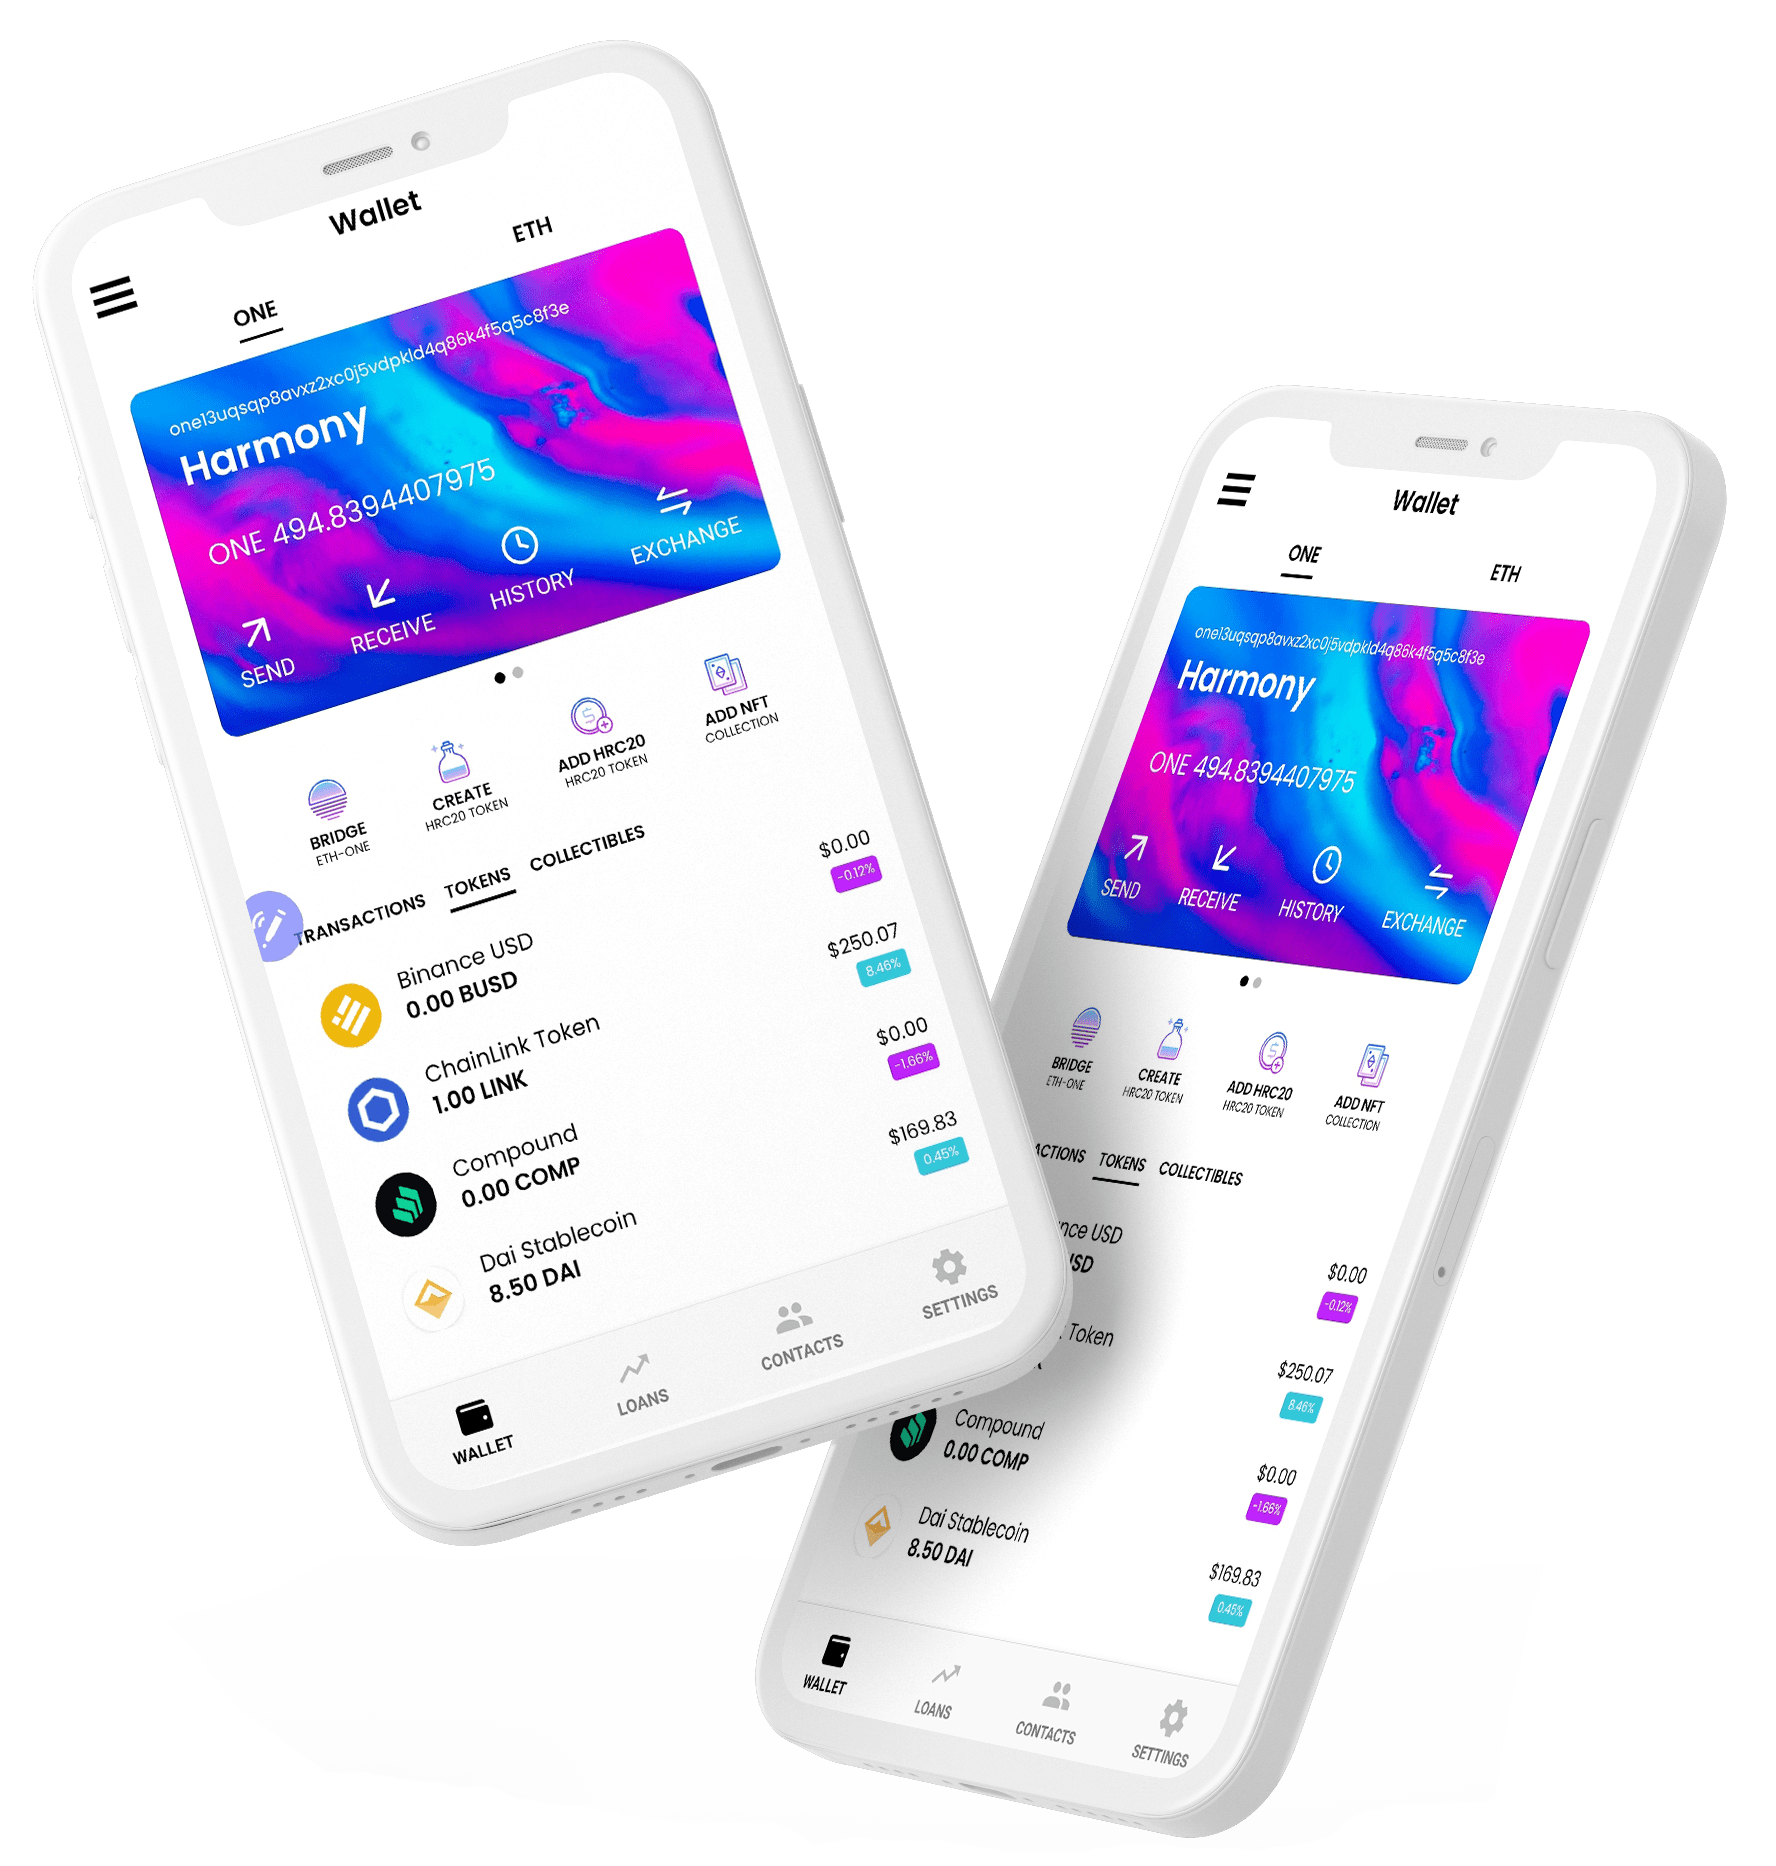 Wallet
ONE
ETH
one13uqsqp8avxz2xc0j5vdpkld4q86k4f5q5c8f3e
Harmony
ONE 494.8394407975
SEND
RECEIVE
HISTORY
EXCHANGE
BRIDGE
ETH-ONE
CREATE
HRC20 TOKEN
ADD HRC20
HRC20 TOKEN
ADD NFT
COLLECTION
TRANSACTIONS
TOKENS
COLLECTIBLES
Binance USD
0.00 BUSD
$0.00
-0.12%
ChainLink Token
1.00 LINK
$250.07
8.46%
Compound
0.00 COMP
$0.00
-1.66%
Dai Stablecoin
8.50 DAI
$169.83
0.45%
WALLET
LOANS
CONTACTS
SETTINGS
Wallet
ONE
ETH
one13uqsqp8avxz2xc0j5vdpkld4q86k4f5q5c8f3e
Harmony
ONE 494.8394407975
SEND
RECEIVE
HISTORY
EXCHANGE
BRIDGE
ETH-ONE
CREATE
HRC20 TOKEN
ADD HRC20
HRC20 TOKEN
ADD NFT
COLLECTION
ACTIONS
TOKENS
COLLECTIBLES
nce USD
SD
$0.00
-0.12%
Token
$250.07
8.46%
Compound
0.00 COMP
$0.00
-1.66%
Dai Stablecoin
8.50 DAI
$169.83
0.45%
WALLET
LOANS
CONTACTS
SETTINGS